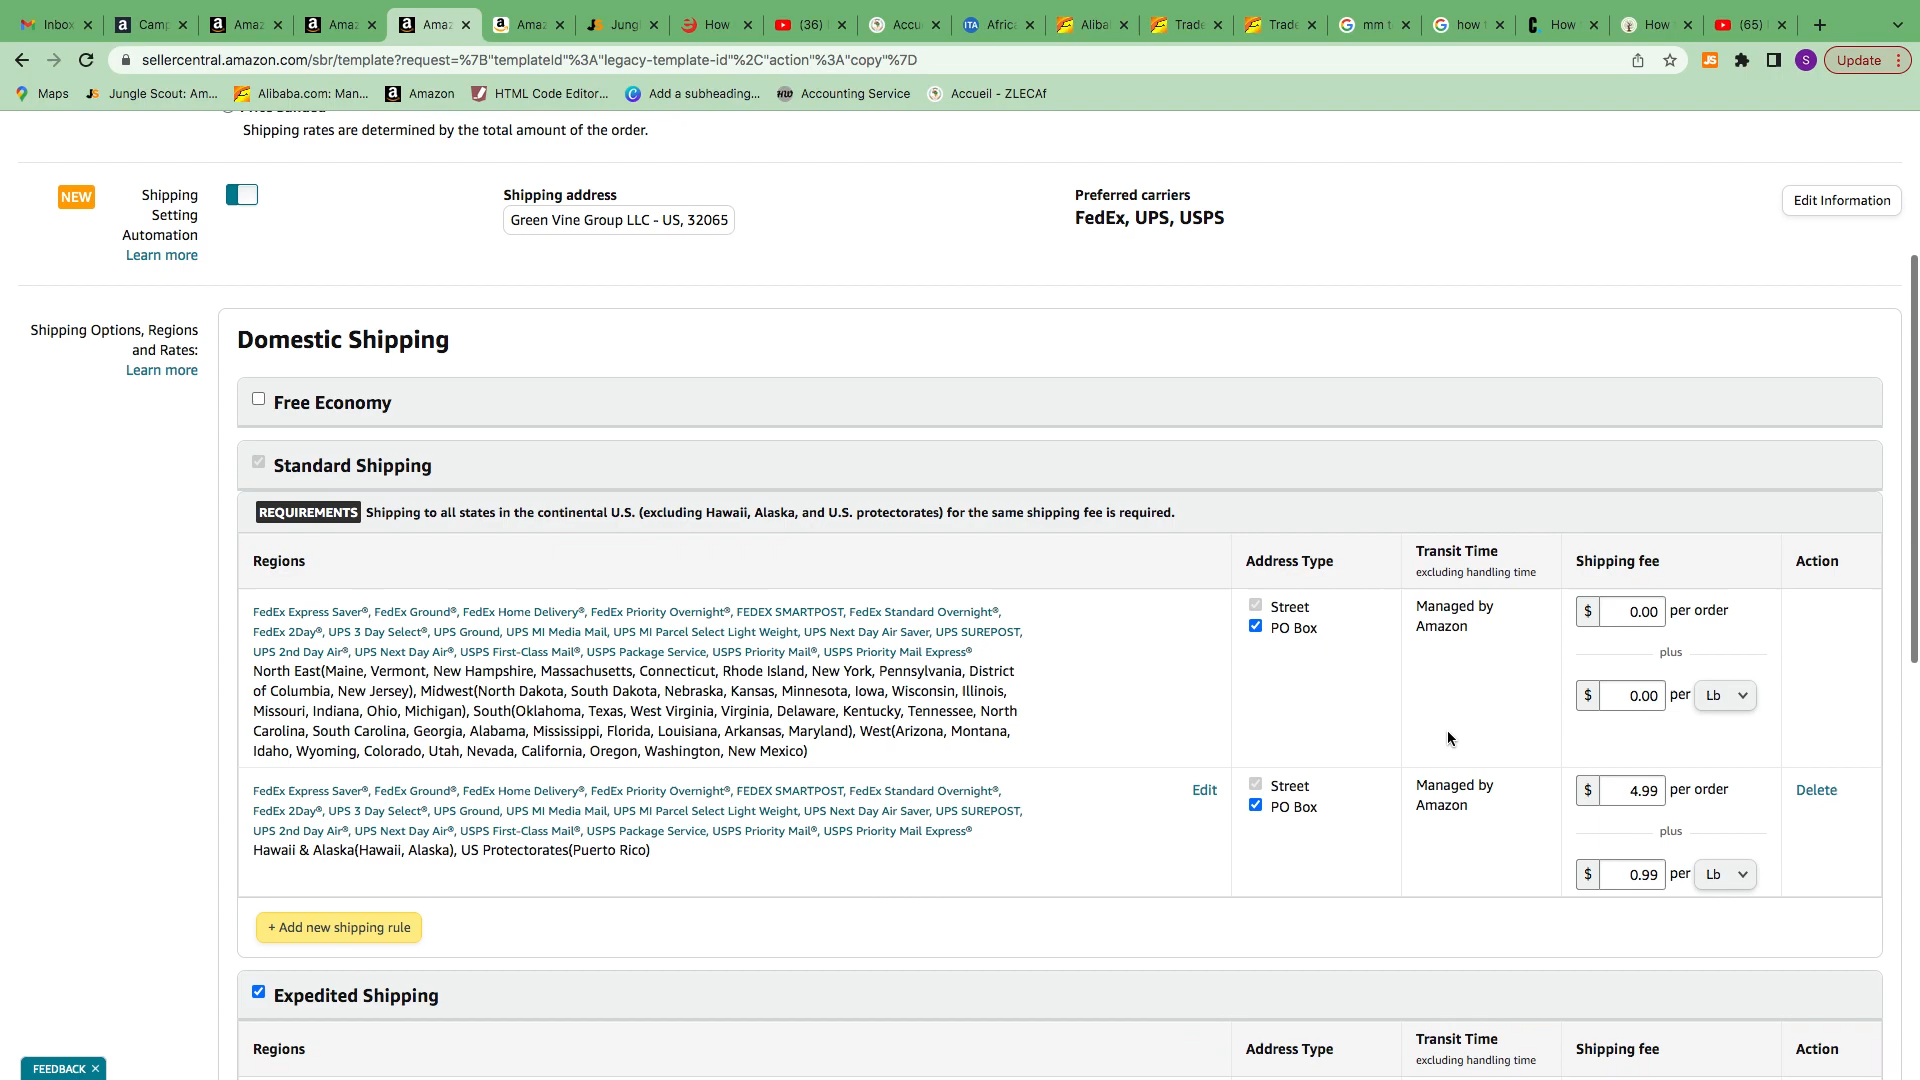 Inbox
Camp
Amaz
Amaz
Amaz
Amaz
Jungl
How
(36)
Accu
Africa
Aliba
Trade
Trade
mm t
how t
How
How
(65)
sellercentral.amazon.com/sbr/template?request=%7B"templateId"%3A"legacy-template-id"%2C"action"%3A"copy"%7D
S
Update
Maps
Jungle Scout: Am...
Alibaba.com: Man...
Amazon
HTML Code Editor...
Add a subheading...
Accounting Service
Accueil - ZLECAf
Shipping rates are determined by the total amount of the order.
NEW
Shipping
Setting
Automation
Learn more
Shipping address
Green Vine Group LLC - US, 32065
Preferred carriers
FedEx, UPS, USPS
Edit Information
Shipping Options, Regions
and Rates:
Learn more
Domestic Shipping
Free Economy
Standard Shipping
REQUIREMENTS Shipping to all states in the continental U.S. (excluding Hawaii, Alaska, and U.S. protectorates) for the same shipping fee is required.
Regions
Address Type
Transit Time
excluding handling time
Shipping fee
Action
FedEx Express Saver®, FedEx Ground®, FedEx Home Delivery®, FedEx Priority Overnight®, FEDEX SMARTPOST, FedEx Standard Overnight®,
FedEx 2Day®, UPS 3 Day Select®, UPS Ground, UPS MI Media Mail, UPS MI Parcel Select Light Weight, UPS Next Day Air Saver, UPS SUREPOST,
UPS 2nd Day Air®, UPS Next Day Air®, USPS First-Class Mail®, USPS Package Service, USPS Priority Mail®, USPS Priority Mail Express®
North East(Maine, Vermont, New Hampshire, Massachusetts, Connecticut, Rhode Island, New York, Pennsylvania, District
of Columbia, New Jersey), Midwest(North Dakota, South Dakota, Nebraska, Kansas, Minnesota, Iowa, Wisconsin, Illinois,
Missouri, Indiana, Ohio, Michigan), South(Oklahoma, Texas, West Virginia, Virginia, Delaware, Kentucky, Tennessee, North
Carolina, South Carolina, Georgia, Alabama, Mississippi, Florida, Louisiana, Arkansas, Maryland), West(Arizona, Montana,
Idaho, Wyoming, Colorado, Utah, Nevada, California, Oregon, Washington, New Mexico)
Street
PO Box
Managed by
Amazon
$ 0.00 per order
plus
$ 0.00 per Lb
FedEx Express Saver®, FedEx Ground®, FedEx Home Delivery®, FedEx Priority Overnight®, FEDEX SMARTPOST, FedEx Standard Overnight®,
FedEx 2Day®, UPS 3 Day Select®, UPS Ground, UPS MI Media Mail, UPS MI Parcel Select Light Weight, UPS Next Day Air Saver, UPS SUREPOST,
UPS 2nd Day Air®, UPS Next Day Air®, USPS First-Class Mail®, USPS Package Service, USPS Priority Mail®, USPS Priority Mail Express®
Hawaii & Alaska(Hawaii, Alaska), US Protectorates(Puerto Rico)
Edit
Street
PO Box
Managed by
Amazon
$ 4.99 per order
plus
$ 0.99 per Lb
Delete
+ Add new shipping rule
Expedited Shipping
Regions
Address Type
Transit Time
excluding handling time
Shipping fee
Action
FEEDBACK ×